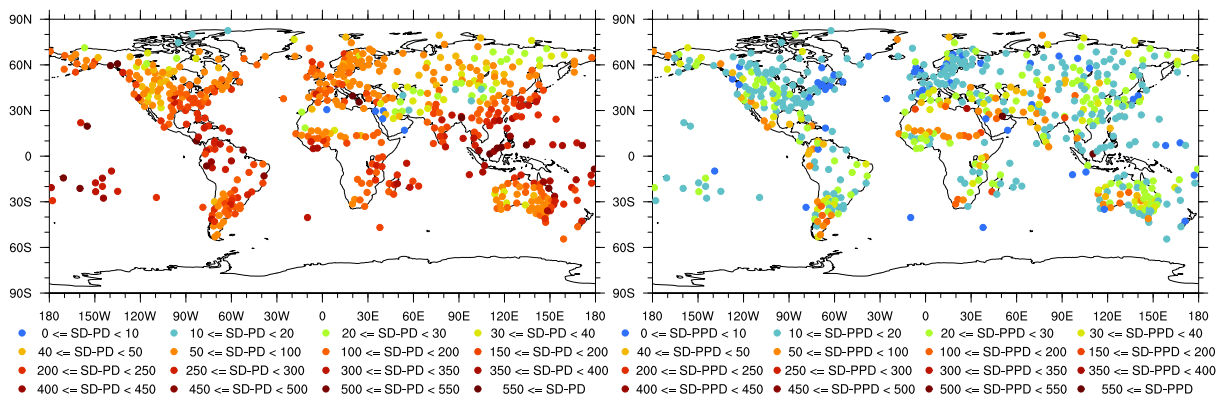 90N
60N
30N
0
30S
60S
90S
180 150W 120W 90W 60W 30W 0 30E 60E 90E 120E 150E 180
0 <= SD-PD < 10 10 <= SD-PD < 20 20 <= SD-PD < 30 30 <= SD-PD < 40
40 <= SD-PD < 50 50 <= SD-PD < 100 100 <= SD-PD < 200 150 <= SD-PD < 200
200 <= SD-PD < 250 250 <= SD-PD < 300 300 <= SD-PD < 350 350 <= SD-PD < 400
400 <= SD-PD < 450 450 <= SD-PD < 500 500 <= SD-PD < 550 550 <= SD-PD
90N
60N
30N
0
30S
60S
90S
180 150W 120W 90W 60W 30W 0 30E 60E 90E 120E 150E 180
0 <= SD-PPD < 10 10 <= SD-PPD < 20 20 <= SD-PPD < 30 30 <= SD-PPD < 40
40 <= SD-PPD < 50 50 <= SD-PPD < 100 100 <= SD-PPD < 200 150 <= SD-PPD < 200
200 <= SD-PPD < 250 250 <= SD-PPD < 300 300 <= SD-PPD < 350 350 <= SD-PPD < 400
400 <= SD-PPD < 450 450 <= SD-PPD < 500 500 <= SD-PPD < 550 550 <= SD-PPD